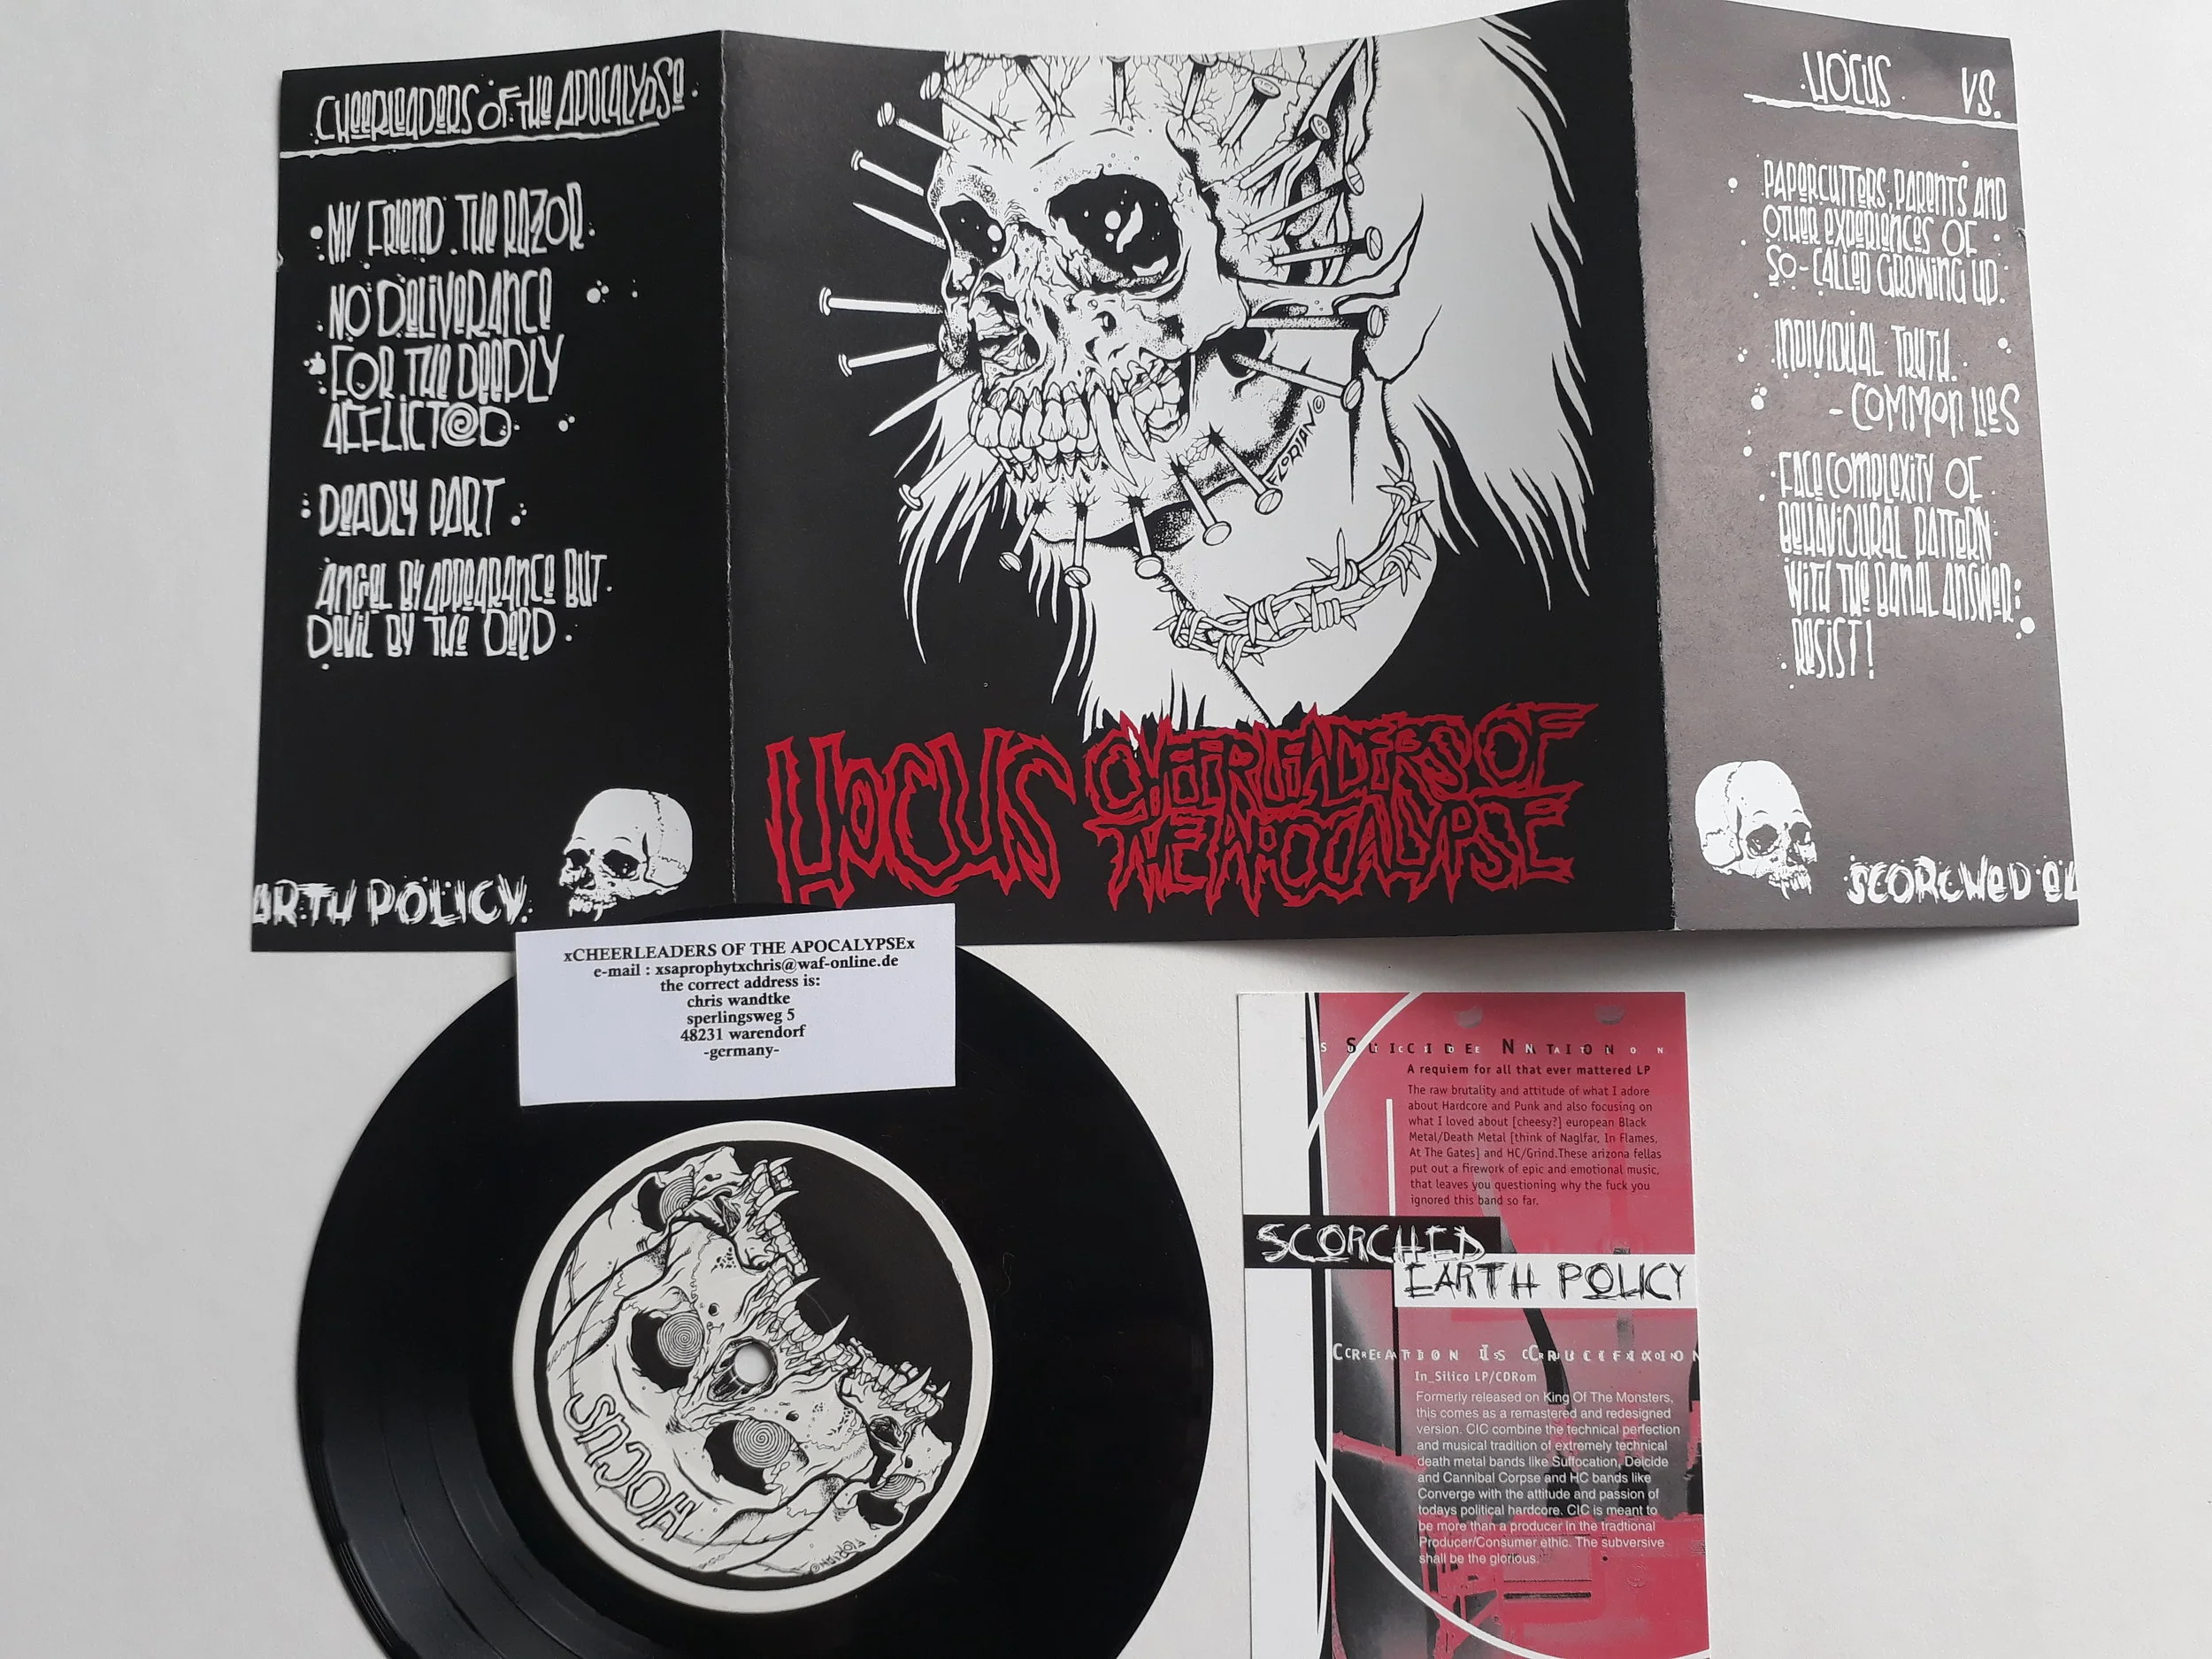 CHEERLEADERS OF THE APOCALYPSE.
MY FRIEND. THE RAZOR.
NO DELIVERANCE
FOR THE DEEDLY
AFFLICTED
DEADLY PART.
ANGEL BY APPEARANCE BUT
DEVIL BY THE DEED.
ARTH POLICY.
FLORIAN ©
HOCUS
CHEERLEADERS OF
THE APOCALYPSE
HOCUS VS.
PAPERCUTTERS, PARENTS AND
OTHER EXPERIENCES OF
SO-CALLED GROWING UP.
INDIVIDUAL TRUTH.
- COMMON LIES
FACE COMPLEXITY OF
BEHAVIOURAL PATTERN
WITH THE BANAL ANSWER:
RESIST!
SCORCHED EA
xCHEERLEADERS OF THE APOCALYPSEx
e-mail : xsaprophytxchris@waf-online.de
the correct address is:
chris wandtke
sperlingsweg 5
48231 warendorf
-germany-
HOCUS
©FLORIAN
SUICIDE NATION
A requiem for all that ever mattered LP
The raw brutality and attitude of what I adore
about Hardcore and Punk and also focusing on
what I loved about [cheesy?] european Black
Metal/Death Metal [think of Naglfar, In Flames,
At The Gates] and HC/Grind.These arizona fellas
put out a firework of epic and emotional music,
that leaves you questioning why the fuck you
ignored this band so far.
SCORCHED
EARTH POLICY
CREATION IS CRUCIFIXION
In_Silico LP/CDRom
Formerly released on King Of The Monsters,
this comes as a remastered and redesigned
version. CIC combine the technical perfection
and musical tradition of extremely technical
death metal bands like Suffocation, Deicide
and Cannibal Corpse and HC bands like
Converge with the attitude and passion of
todays political hardcore. CIC is meant to
be more than a producer in the tradtional
Producer/Consumer ethic. The subversive
shall be the glorious.